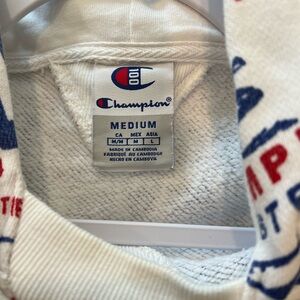 100
Champion®
MEDIUM
CA MEX ASIA
M/M M L
MADE IN CAMBODIA
FABRIQUÉ AU CAMBODGE
HECHO EN CAMBOYA